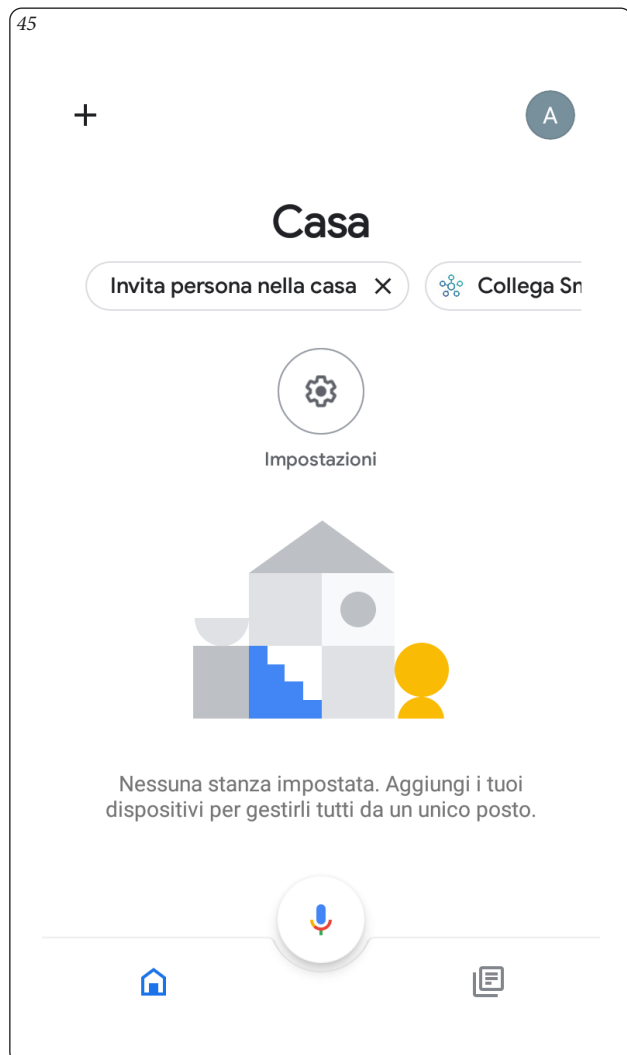 45
A
Casa
Invita persona nella casa
Collega Sn
Impostazioni
Nessuna stanza impostata. Aggiungi i tuoi
dispositivi per gestirli tutti da un unico posto.